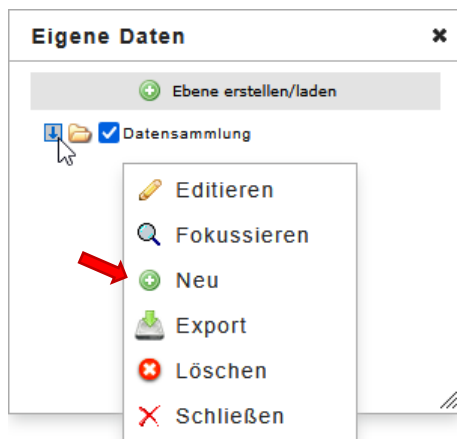 Eigene Daten
Ebene erstellen/laden
Datensammlung
Editieren
Fokussieren
Neu
Export
Löschen
Schließen